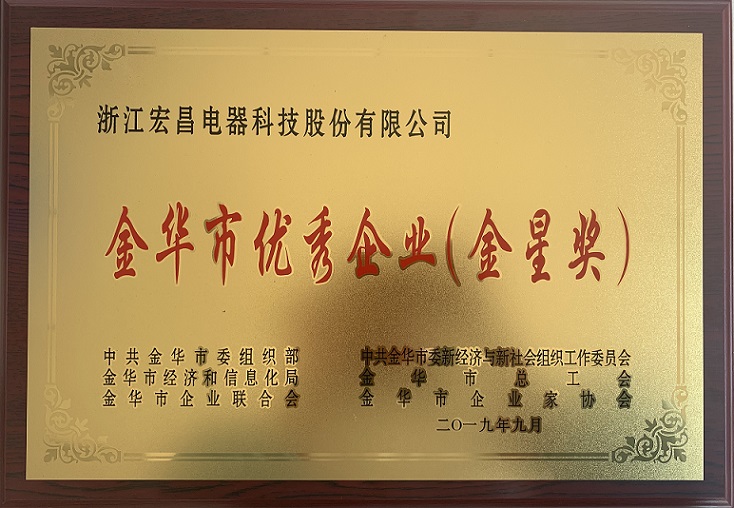 浙江宏昌电器科技股份有限公司
金华市优秀企业(金星奖)
中共金华市委组织部
金华市经济和信息化局
金华市企业联合会
中共金华市委新经济与新社会组织工作委员会
金华市总工会
金华市企业家协会
二〇一九年九月